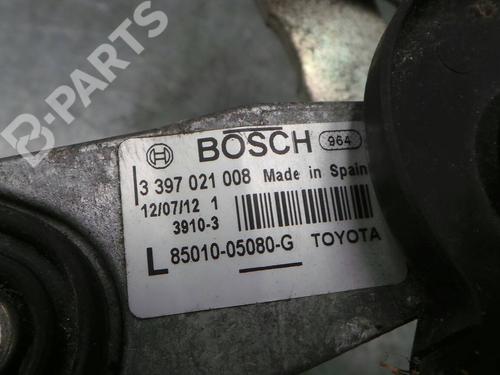 B-PARTS
BOSCH 964
3 397 021 008 Made in Spain
12/07/12 1
3910-3
L 85010-05080-G TOYOTA